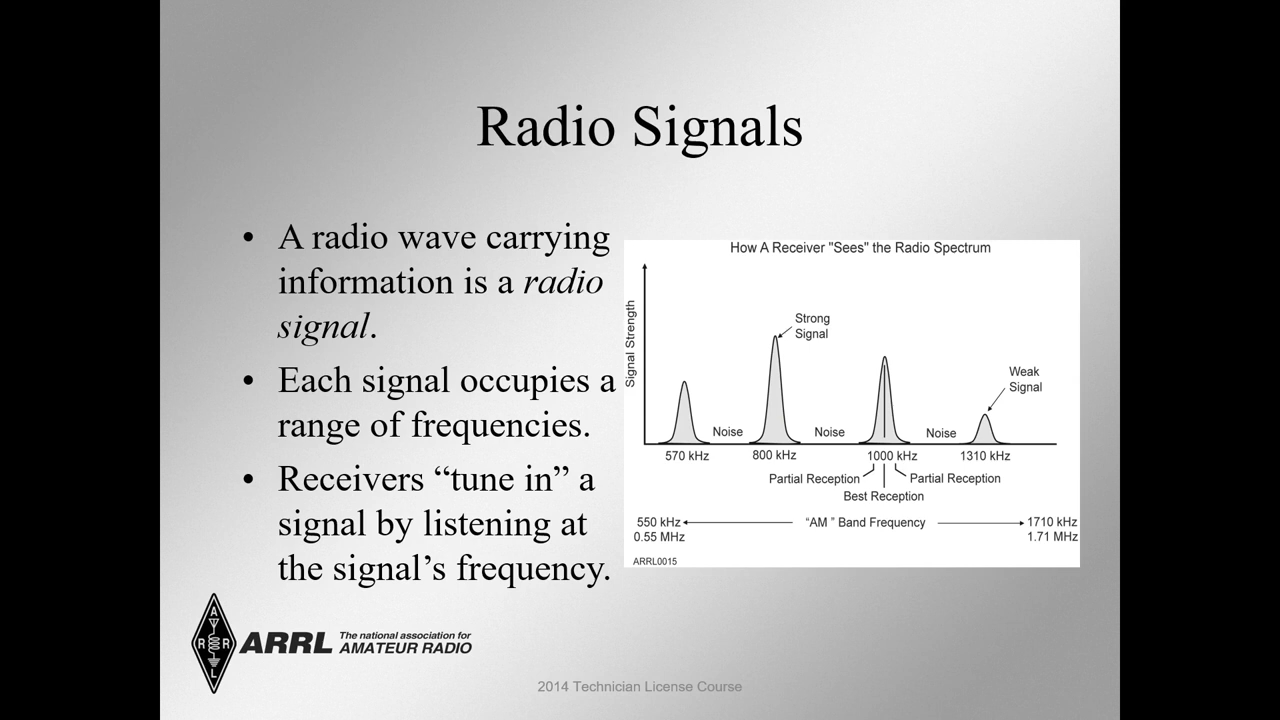 Radio Signals
• A radio wave carrying
information is a radio
signal.
• Each signal occupies a
range of frequencies.
• Receivers “tune in” a
signal by listening at
the signal’s frequency.
How A Receiver "Sees" the Radio Spectrum
Signal Strength
Strong
Signal
Weak
Signal
Noise
Noise
Noise
570 kHz
800 kHz
1000 kHz
1310 kHz
Partial Reception
Partial Reception
Best Reception
550 kHz
0.55 MHz
“AM ” Band Frequency
1710 kHz
1.71 MHz
ARRL0015
A
R R
L
ARRL
The national association for
AMATEUR RADIO
2014 Technician License Course